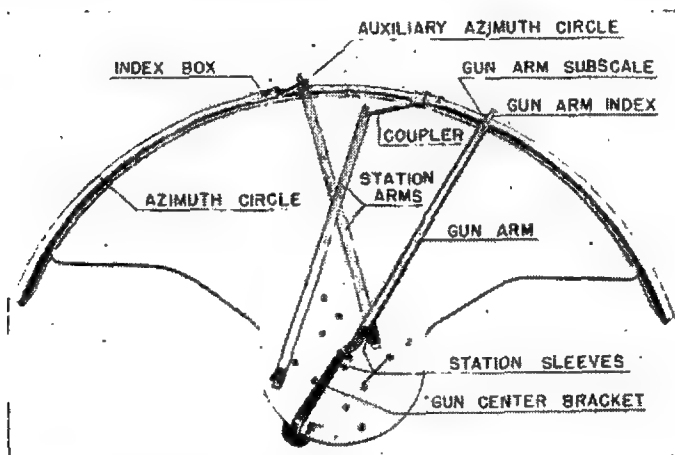 AUXILIARY AZIMUTH CIRCLE
INDEX BOX
GUN ARM SUBSCALE
GUN ARM INDEX
COUPLER
STATION
ARMS
AZIMUTH CIRCLE
GUN ARM
STATION SLEEVES
GUN CENTER BRACKET